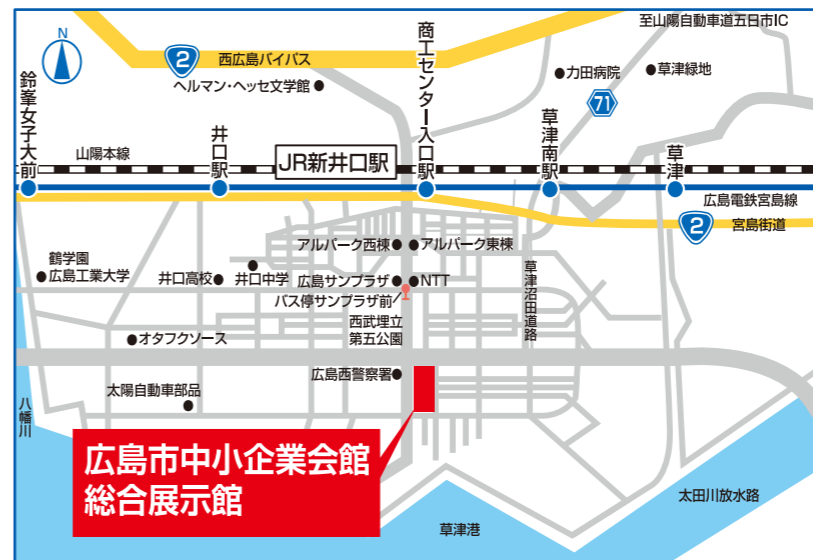 至山陽自動車道五日市IC
N
2
西広島バイパス
ヘルマン・ヘッセ文学館
商工センター入口駅
力田病院
草津緑地
71
鈴峯女子大前
井口駅
草津南駅
草津
山陽本線
JR新井口駅
広島電鉄宮島線
2
宮島街道
アルパーク西棟
アルパーク東棟
鶴学園
広島工業大学
井口高校
井口中学
広島サンプラザ
NTT
バス停サンプラザ前
草津沼田道路
西武埋立
第五公園
オタフクソース
広島西警察署
太陽自動車部品
八幡川
広島市中小企業会館
総合展示館
太田川放水路
草津港